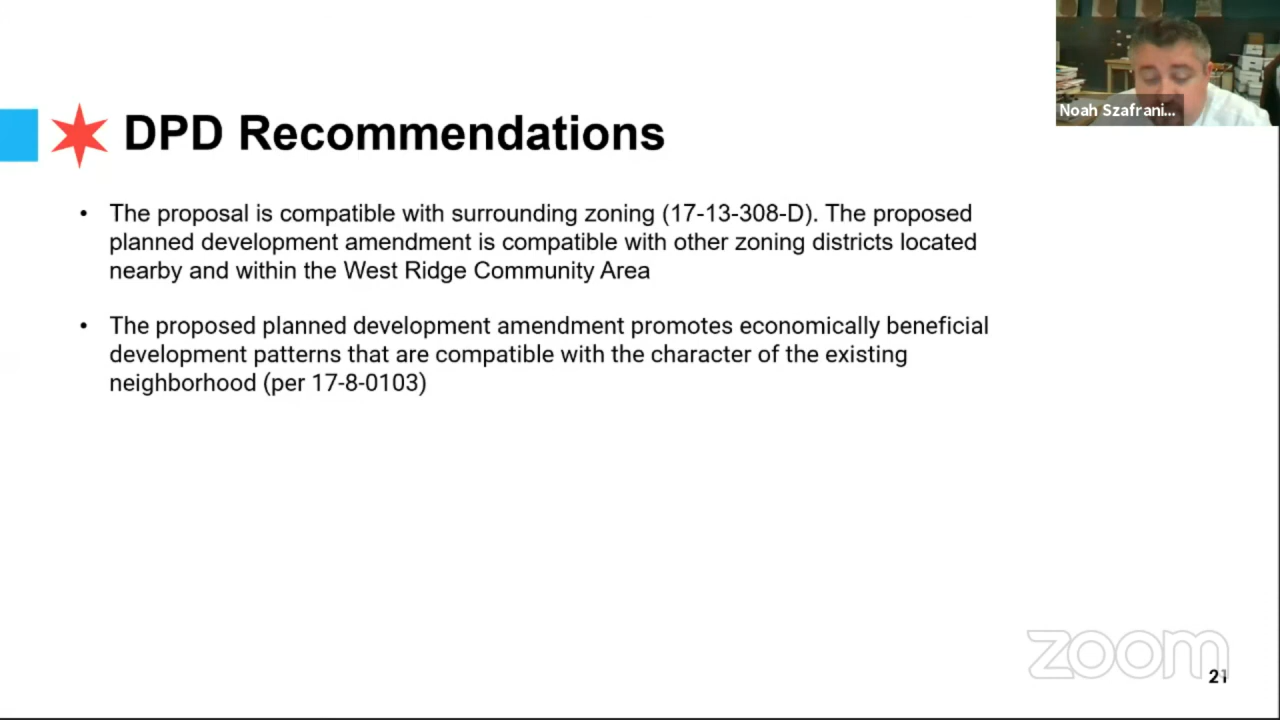 Noah Szafrani...
DPD Recommendations
• The proposal is compatible with surrounding zoning (17-13-308-D). The proposed
planned development amendment is compatible with other zoning districts located
nearby and within the West Ridge Community Area
• The proposed planned development amendment promotes economically beneficial
development patterns that are compatible with the character of the existing
neighborhood (per 17-8-0103)
zoom
21